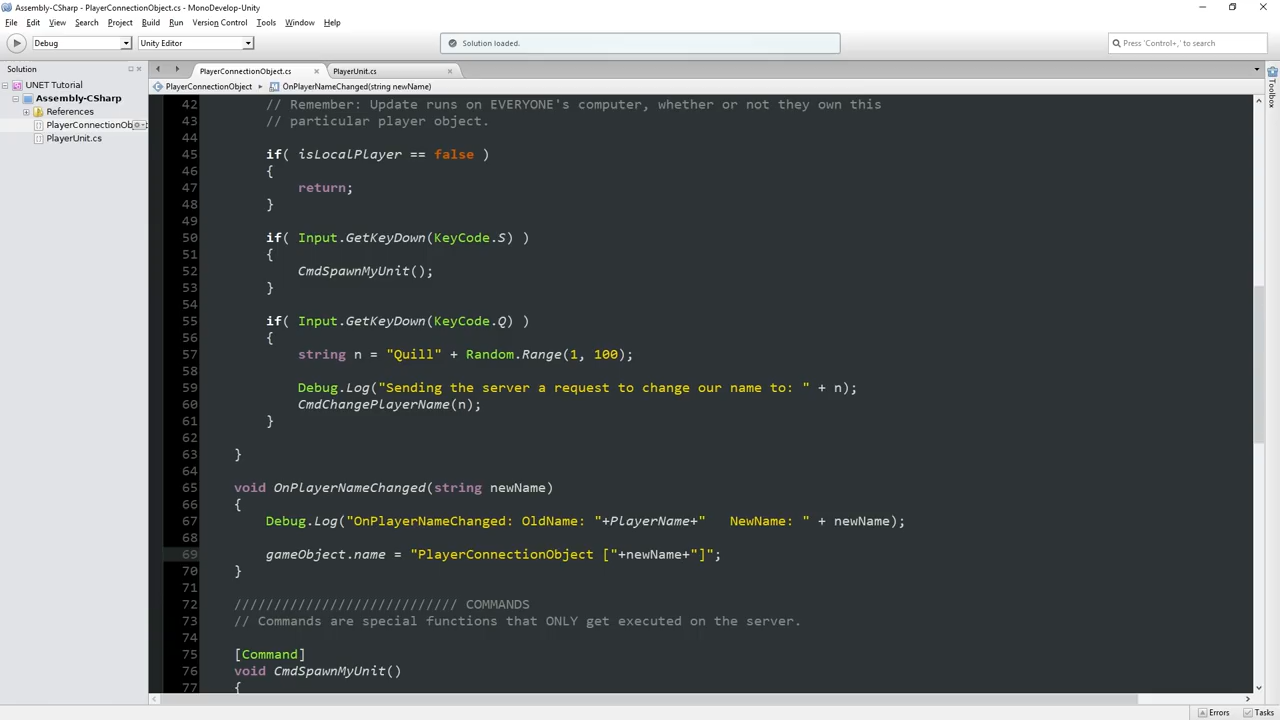 Assembly-CSharp - PlayerConnectionObject.cs - MonoDevelop-Unity
File Edit View Search Project Build Run Version Control Tools Window Help
Debug Unity Editor Solution loaded. Press 'Control+,' to search
Solution PlayerConnectionObject.cs PlayerUnit.cs
UNET Tutorial PlayerConnectionObject OnPlayerNameChanged(string newName)
Assembly-CSharp
References
PlayerConnectionObject
PlayerUnit.cs
Toolbox
42 // Remember: Update runs on EVERYONE's computer, whether or not they own this
43 // particular player object.
44
45 if( isLocalPlayer == false )
46 {
47 return;
48 }
49
50 if( Input.GetKeyDown(KeyCode.S) )
51 {
52 CmdSpawnMyUnit();
53 }
54
55 if( Input.GetKeyDown(KeyCode.Q) )
56 {
57 string n = "Quill" + Random.Range(1, 100);
58
59 Debug.Log("Sending the server a request to change our name to: " + n);
60 CmdChangePlayerName(n);
61 }
62
63 }
64
65 void OnPlayerNameChanged(string newName)
66 {
67 Debug.Log("OnPlayerNameChanged: OldName: "+PlayerName+"   NewName: " + newName);
68
69 gameObject.name = "PlayerConnectionObject ["+newName+"]";
70 }
71
72 //////////////////////////// COMMANDS
73 // Commands are special functions that ONLY get executed on the server.
74
75 [Command]
76 void CmdSpawnMyUnit()
77 {
Errors Tasks